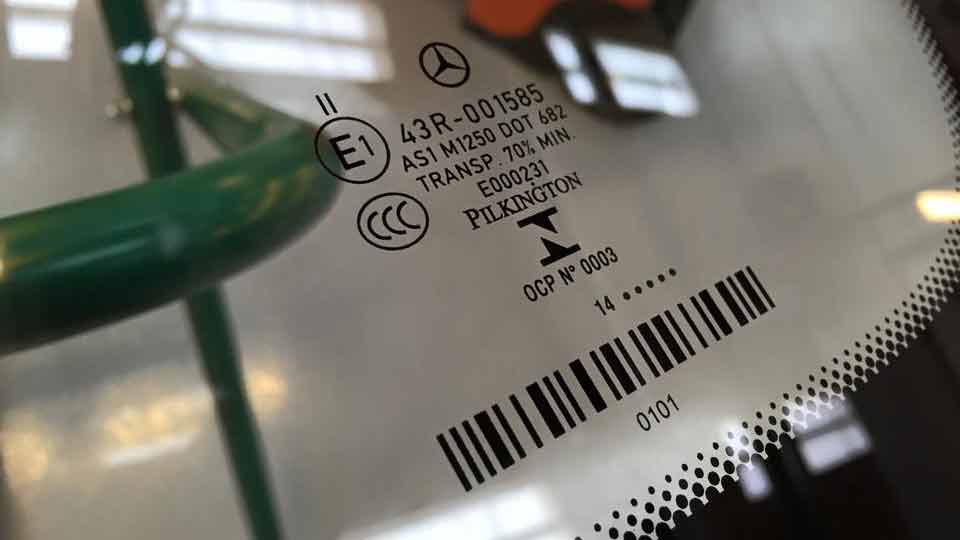 II
E1
43R-001585
AS1 M1250 DOT 682
TRANSP. 70% MIN.
E000231
PILKINGTON
CCC
OCP N° 0003
14 ······
0101